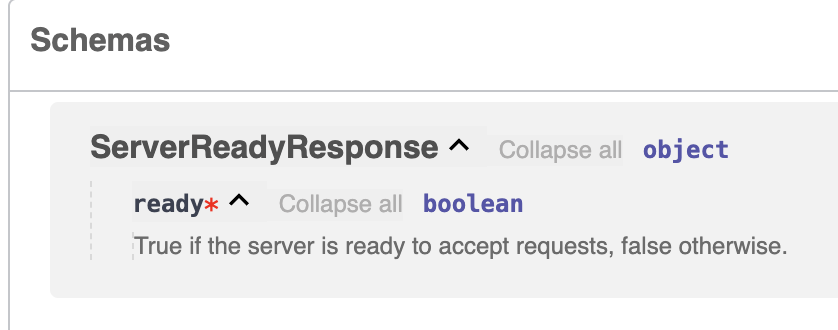 Schemas
ServerReadyResponse Collapse all object
ready* Collapse all boolean
True if the server is ready to accept requests, false otherwise.